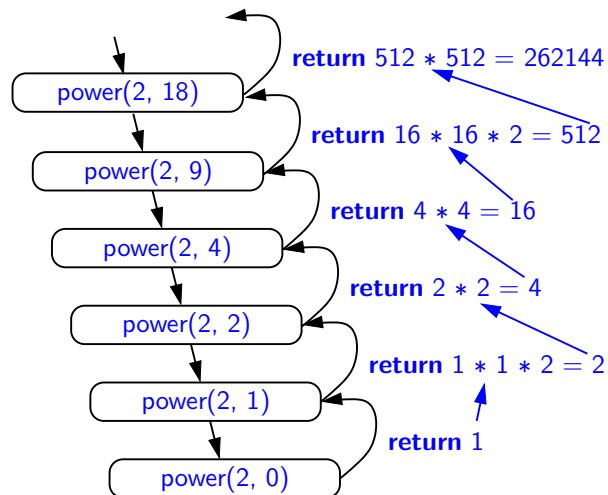 return 512 ∗ 512 = 262144
power(2, 18)
return 16 ∗ 16 ∗ 2 = 512
power(2, 9)
return 4 ∗ 4 = 16
power(2, 4)
return 2 ∗ 2 = 4
power(2, 2)
return 1 ∗ 1 ∗ 2 = 2
power(2, 1)
return 1
power(2, 0)